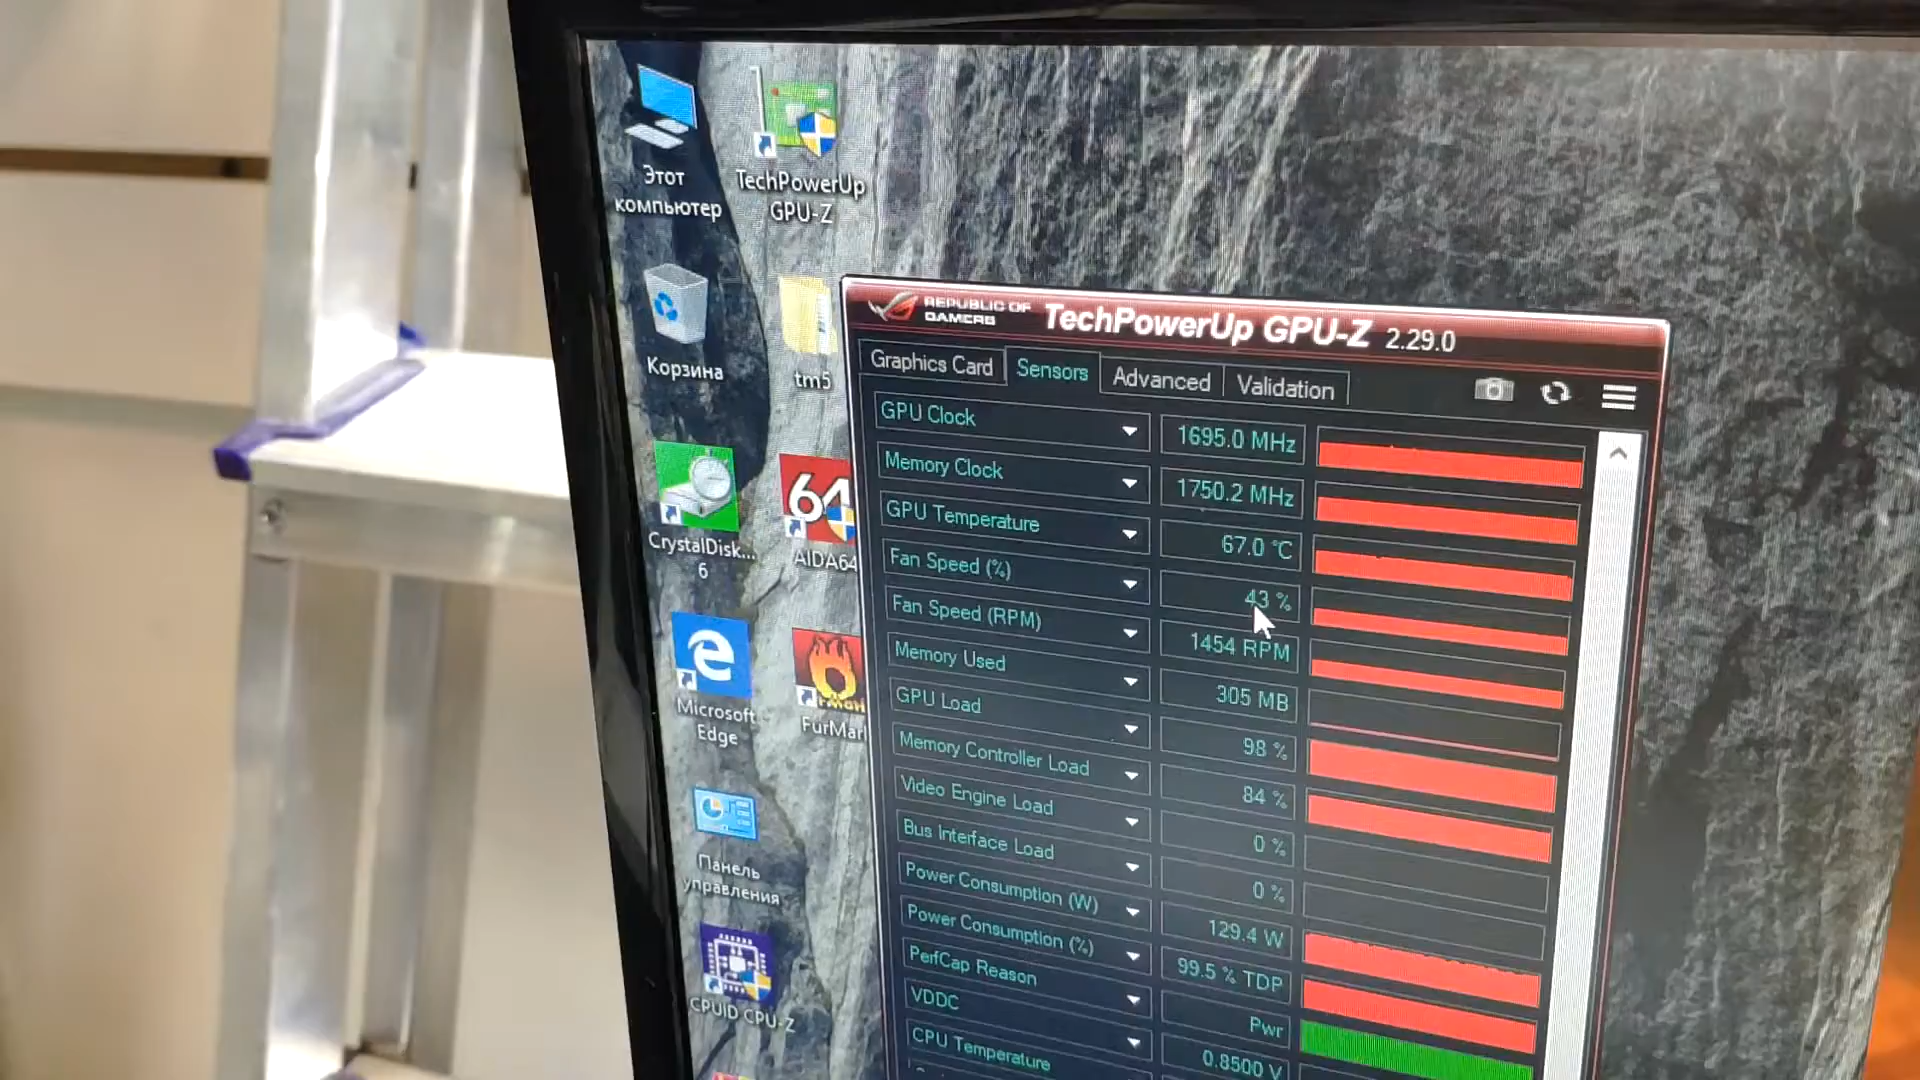 Этот
компьютер
TechPowerUp
GPU-Z
Корзина
tm5
CrystalDisk...
6
64
AIDA64
Microsoft
Edge
FurMar
Панель
управления
CPUID CPU-Z
REPUBLIC OF
GAMERS
TechPowerUp GPU-Z 2.29.0
Graphics Card
Sensors
Advanced
Validation
GPU Clock
1695.0 MHz
Memory Clock
1750.2 MHz
GPU Temperature
67.0 °C
Fan Speed (%)
43 %
Fan Speed (RPM)
1454 RPM
Memory Used
305 MB
GPU Load
98 %
Memory Controller Load
84 %
Video Engine Load
0 %
Bus Interface Load
0 %
Power Consumption (W)
129.4 W
Power Consumption (%)
99.5 % TDP
PerfCap Reason
Pwr
VDDC
0.8500 V
CPU Temperature